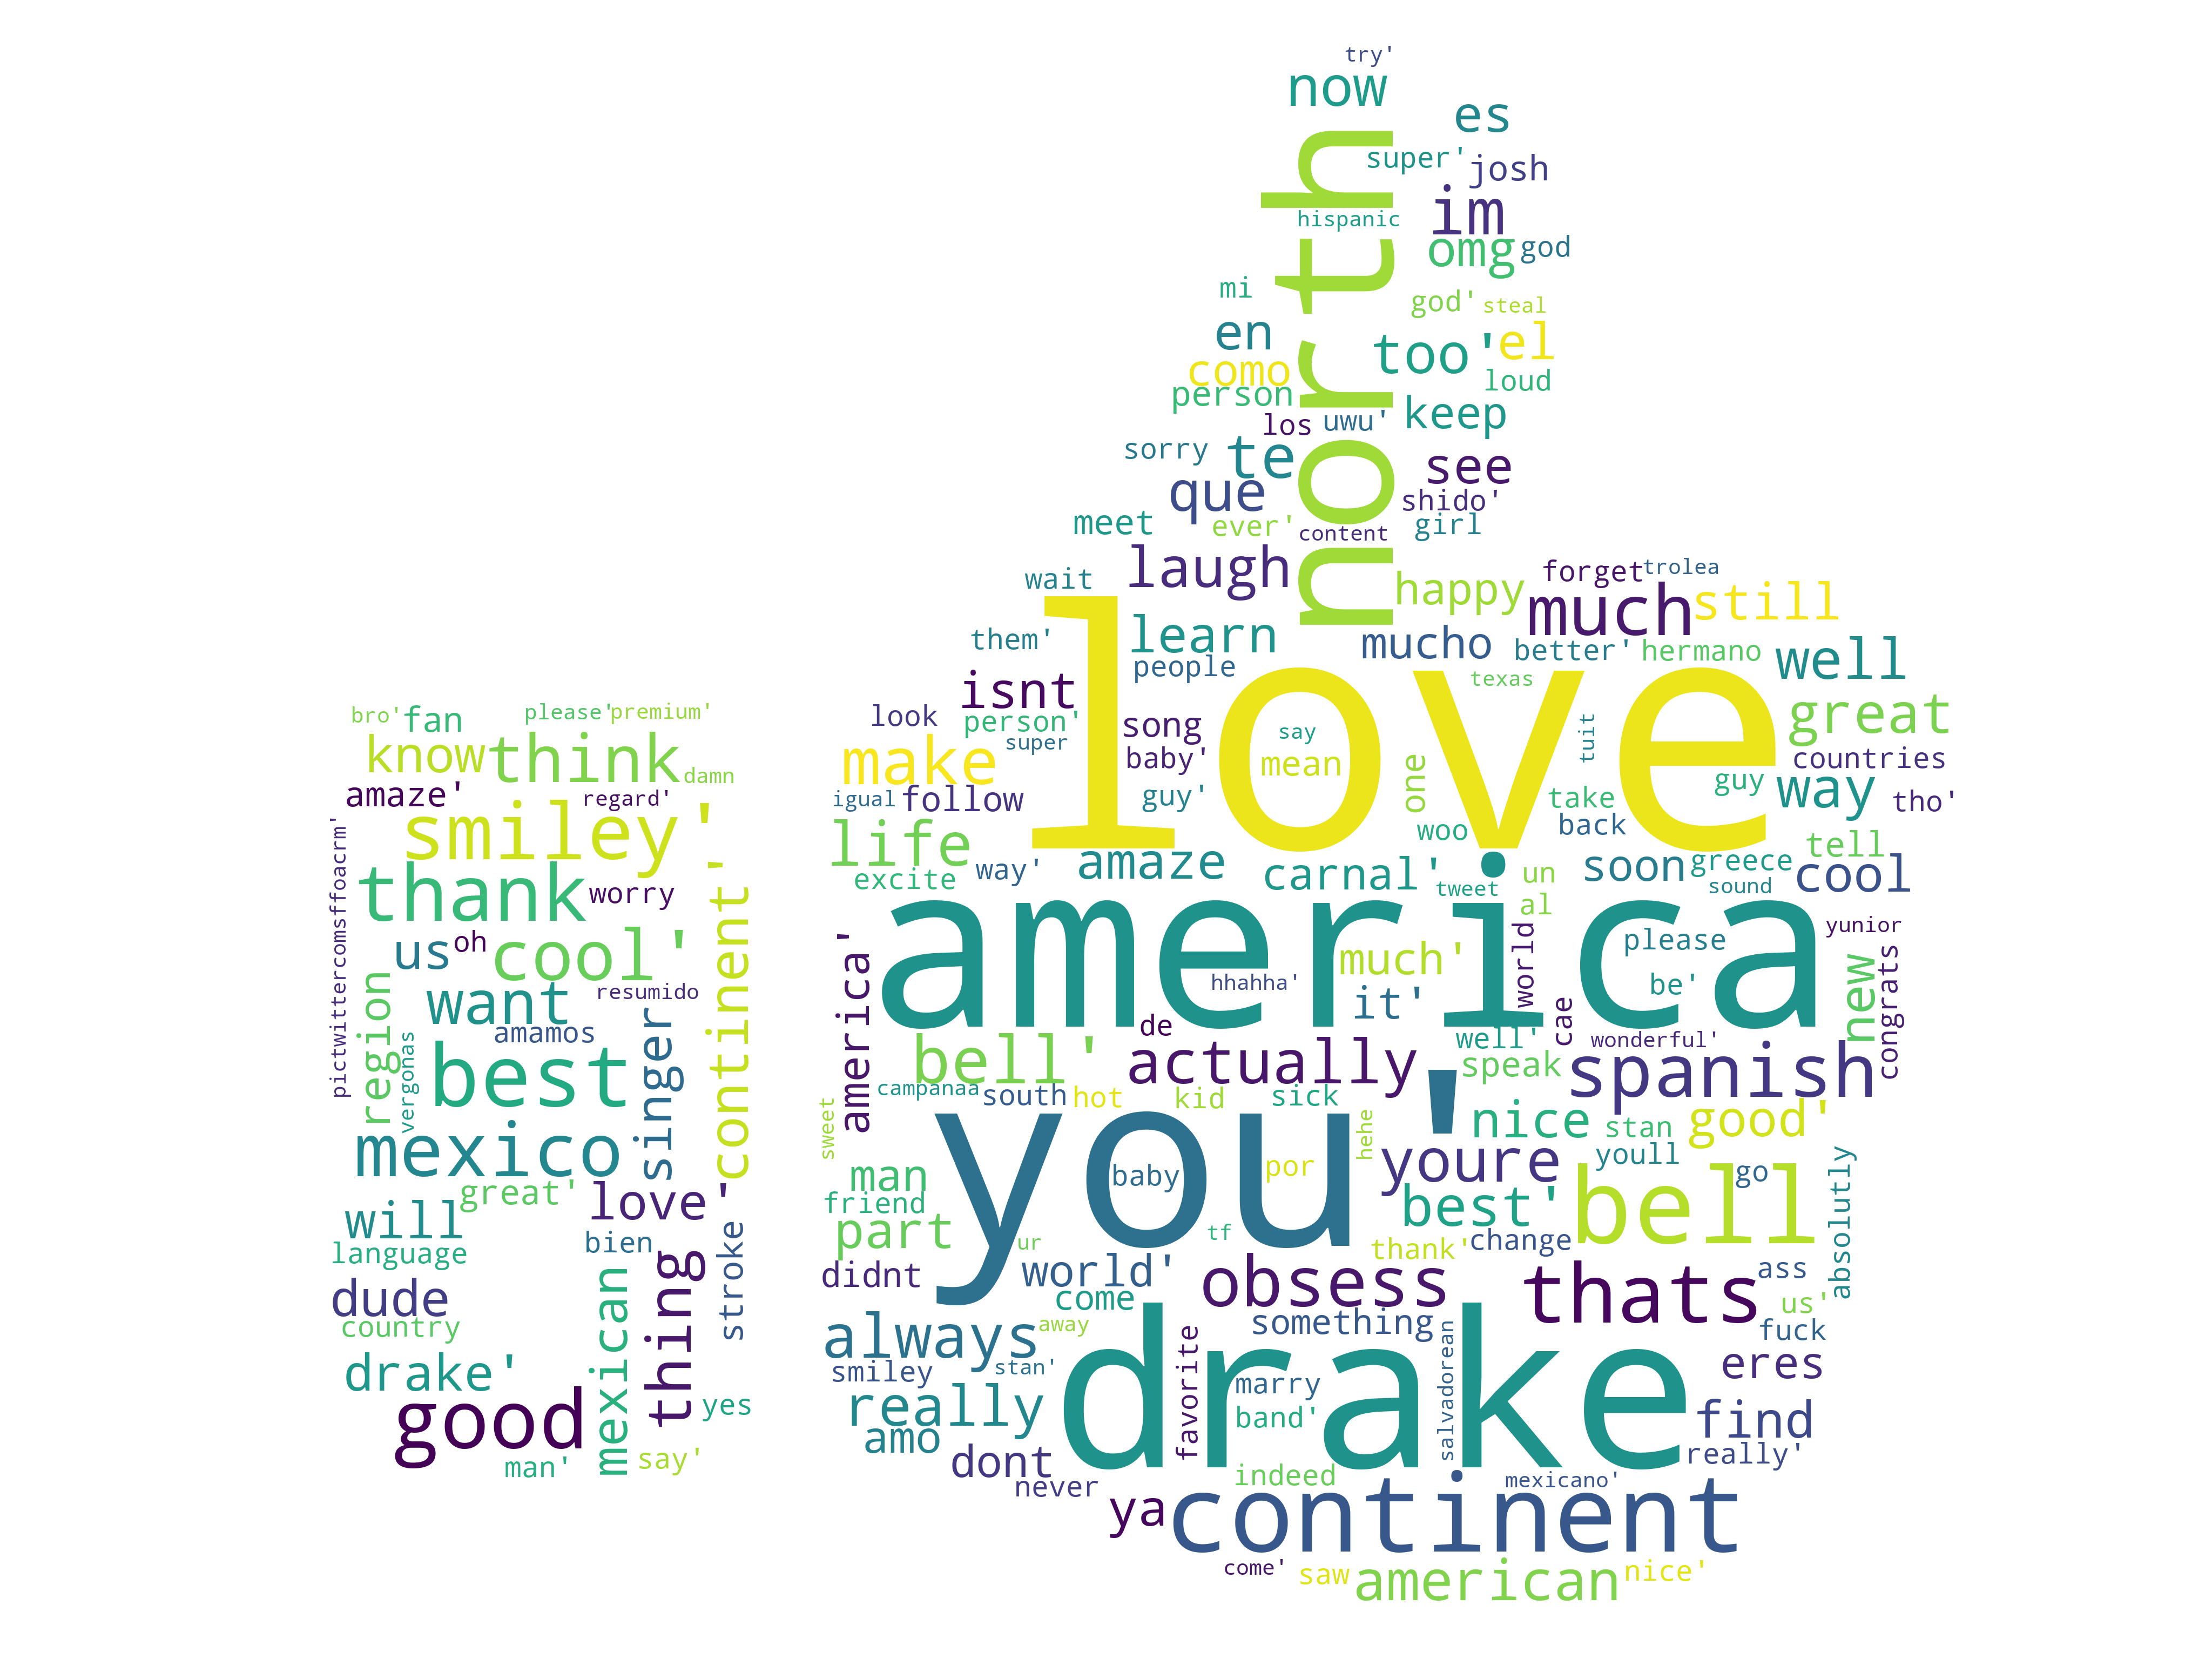 try'
now
es
super'
josh
im
north
hispanic
omg
god
mi
god'
steal
en
too'
el
como
loud
person
keep
los
uwu'
sorry
te
see
que
shido'
meet
ever'
content
girl
laugh
wait
happy
forget
trolea
much
still
love
them'
learn
mucho
better'
hermano
well
people
isnt
texas
bro'
fan
please'
premium'
look
person'
song
say
tuit
great
know
think
damn
make
super
baby'
mean
one
guy
countries
way
amaze'
regard'
igual
follow
guy'
take
tho'
smiley'
life
woo
back
tell
thank
worry
excite
way'
amaze
carnal'
tweet
un
soon
greece
sound
cool
al
america
pictwittercomsffoacrm'
us
oh
cool'
continent'
america'
much'
world
please
yunior
region
want
resumido
hhahha'
it'
be'
new
congrats
amamos
singer
de
cae
well'
wonderful'
vergonas
best
bell'
actually
speak
spanish
campanaa
south
hot
kid
sick
you'
nice
stan
good'
mexico
sweet
hehe
youre
youll
great'
love'
man
baby
por
go
absolutly
friend
best'
bell
will
part
ur
tf
language
bien
stroke
didnt
world'
thank'
change
ass
dude
thing
come
obsess
thats
us'
country
mexican
always
away
something
fuck
drake'
smiley
stan'
favorite
drake
salvadorean
eres
good
yes
really
marry
find
amo
band'
really'
man'
say'
dont
indeed
mexicano'
never
ya
continent
come'
saw
american
nice'